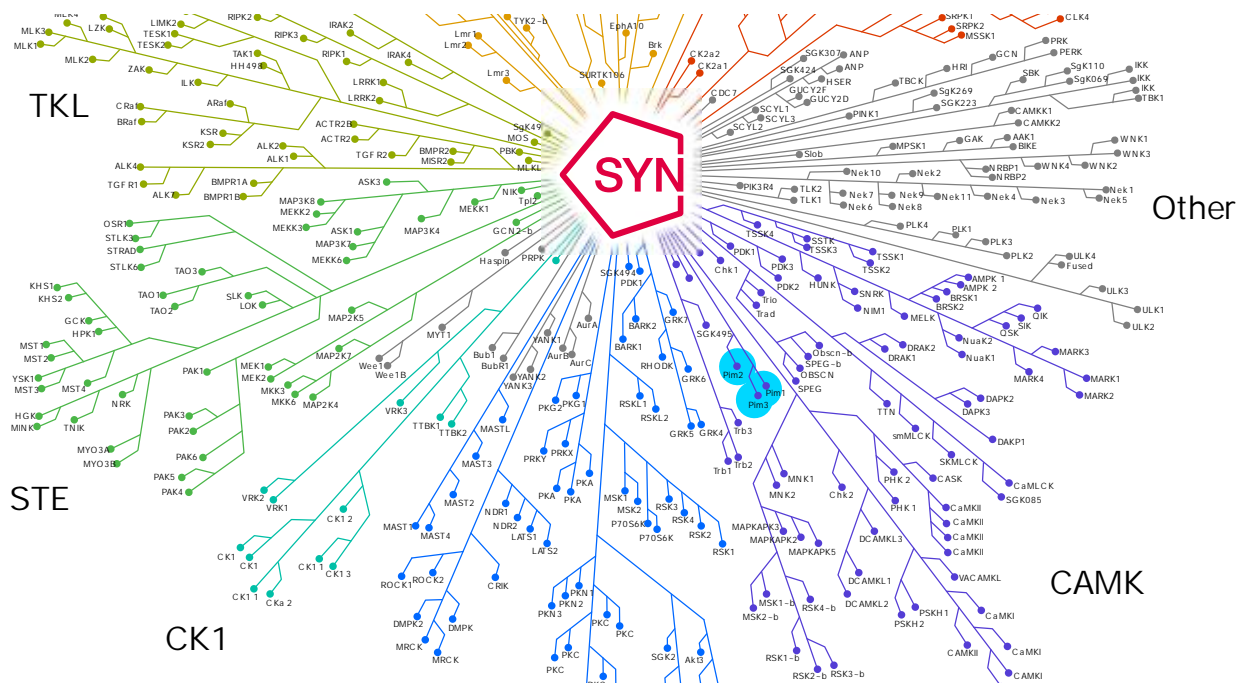 MLK4
LZK
MLK3
MLK1
LIMK2
TESK1
TESK2
RIPK2
IRAK2
RIPK3
RIPK1
IRAK4
Lmr1
Lmr2
Lmr3
TYK2-b
EphA10
Brk
SURTK106
CK2a2
CK2a1
CDC7
SRPK1
SRPK2
MSSK1
CLK4
MLK2
ZAK
TAK1
HH498
ILK
LRRK1
LRRK2
TKL
CRaf
BRaf
ARaf
KSR
KSR2
ACTR2B
ACTR2
TGFR2
BMPR2
MISR2
ALK2
ALK1
SgK49
MOS
PBK
MLKL
ALK4
TGFR1
ALK7
BMPR1A
BMPR1B
SYN
SGK307
ANP
SGK424
ANP
HSER
GUCY2F
GUCY2D
SCYL1
SCYL3
SCYL2
PINK1
TBCK
HRI
GCN
PRK
PERK
SgK269
SGK223
SBK
SgK110
SgK069
IKK
IKK
TBK1
CAMKK1
CAMKK2
Slob
MPSK1
GAK
AAK1
BIKE
WNK1
WNK3
NRBP1
NRBP2
WNK4
WNK2
Nek10
Nek2
PIK3R4
TLK2
TLK1
Nek7
Nek6
Nek9
Nek8
Nek11
Nek4
Nek3
Nek1
Nek5
Other
PLK4
PLK1
PLK3
PLK2
ULK4
Fused
ULK3
ULK1
ULK2
ASK3
NIK
Tpl2
MAP3K8
MEKK2
MEKK3
ASK1
MAP3K7
MEKK6
MAP3K4
MEKK1
GCN2-b
OSR1
STLK3
STRAD
STLK6
TAO3
TAO1
TAO2
SLK
LOK
MAP2K5
MAP2K7
KHS1
KHS2
GCK
HPK1
MST1
MST2
YSK1
MST3
MST4
HGK
MINK
NRK
TNIK
MYO3A
MYO3B
PAK1
PAK3
PAK2
PAK6
PAK5
PAK4
MEK1
MEK2
MKK3
MKK6
MAP2K4
STE
Haspin
PRPK
MYT1
Wee1
Wee1B
Bub1
BubR1
AurA
AurB
AurC
YANK1
YANK2
YANK3
VRK3
TTBK1
TTBK2
VRK2
VRK1
CK1
CK1
CK12
CK11
CK13
CK11
CKa2
CK1
SGK494
PDK1
BARK2
BARK1
GRK7
RHODK
GRK6
GRK5
GRK4
PKG2
PKG1
RSKL1
RSKL2
MASTL
MAST3
MAST2
MAST1
MAST4
PRKY
PRKX
PKA
PKA
PKA
NDR1
NDR2
LATS1
LATS2
MSK1
MSK2
P70S6K
P70S6K
RSK3
RSK4
RSK2
RSK1
ROCK1
ROCK2
CRIK
DMPK2
DMPK
MRCK
MRCK
PKN1
PKN2
PKN3
PKC
PKC
PKC
PKC
SGK2
Akt3
TSSK4
SSTK
TSSK3
TSSK1
TSSK2
PDK1
Chk1
PDK3
PDK2
HUNK
SNRK
NIM1
Trio
Trad
SGK495
MELK
AMPK 1
AMPK 2
BRSK1
BRSK2
QIK
SIK
QSK
NuaK2
NuaK1
MARK3
MARK4
MARK1
MARK2
Obscn-b
SPEG-b
OBSCN
SPEG
Pim2
Pim1
Pim3
DRAK2
DRAK1
DAPK2
DAPK3
DAKP1
TTN
smMLCK
SKMLCK
CaMLCK
SGK085
Trb3
Trb2
Trb1
MNK1
MNK2
Chk2
PHK2
PHK1
CASK
CaMKII
CaMKII
CaMKII
CaMKII
MAPKAPK3
MAPKAPK2
MAPKAPK5
DCAMKL3
DCAMKL1
DCAMKL2
VACAMKL
PSKH1
PSKH2
CaMKI
CaMKI
CAMKII
CAMKI
MSK1-b
MSK2-b
RSK4-b
RSK1-b
RSK2-b
RSK3-b
CAMK